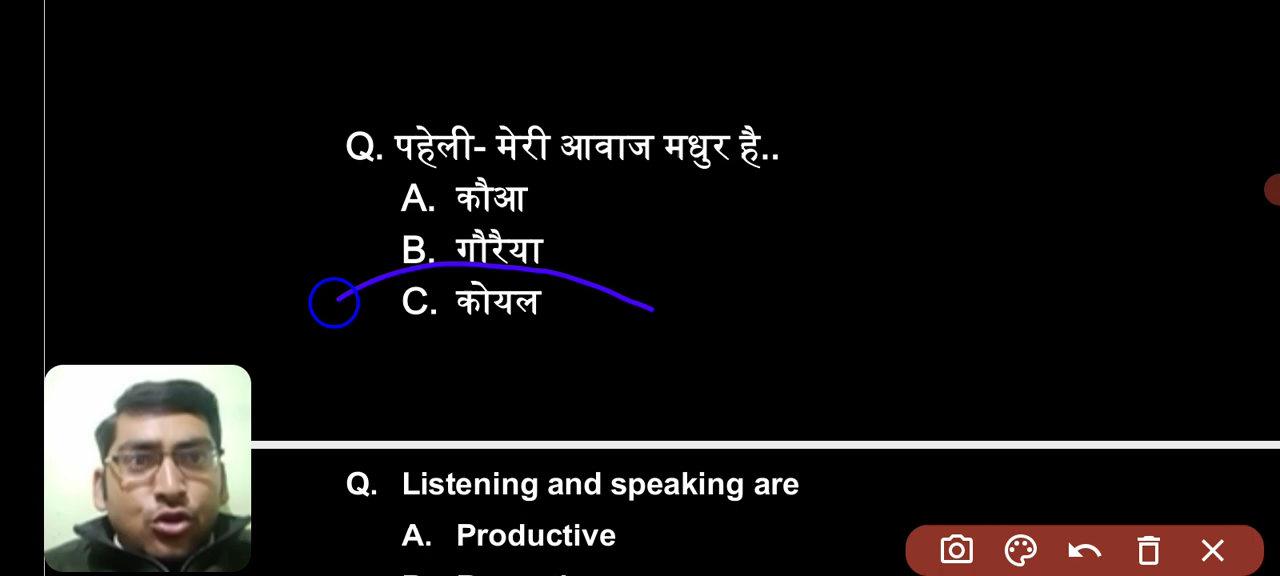 Q. पहेली- मेरी आवाज मधुर है..
A. कौआ
B. गौरैया
C. कोयल
Q. Listening and speaking are
A. Productive